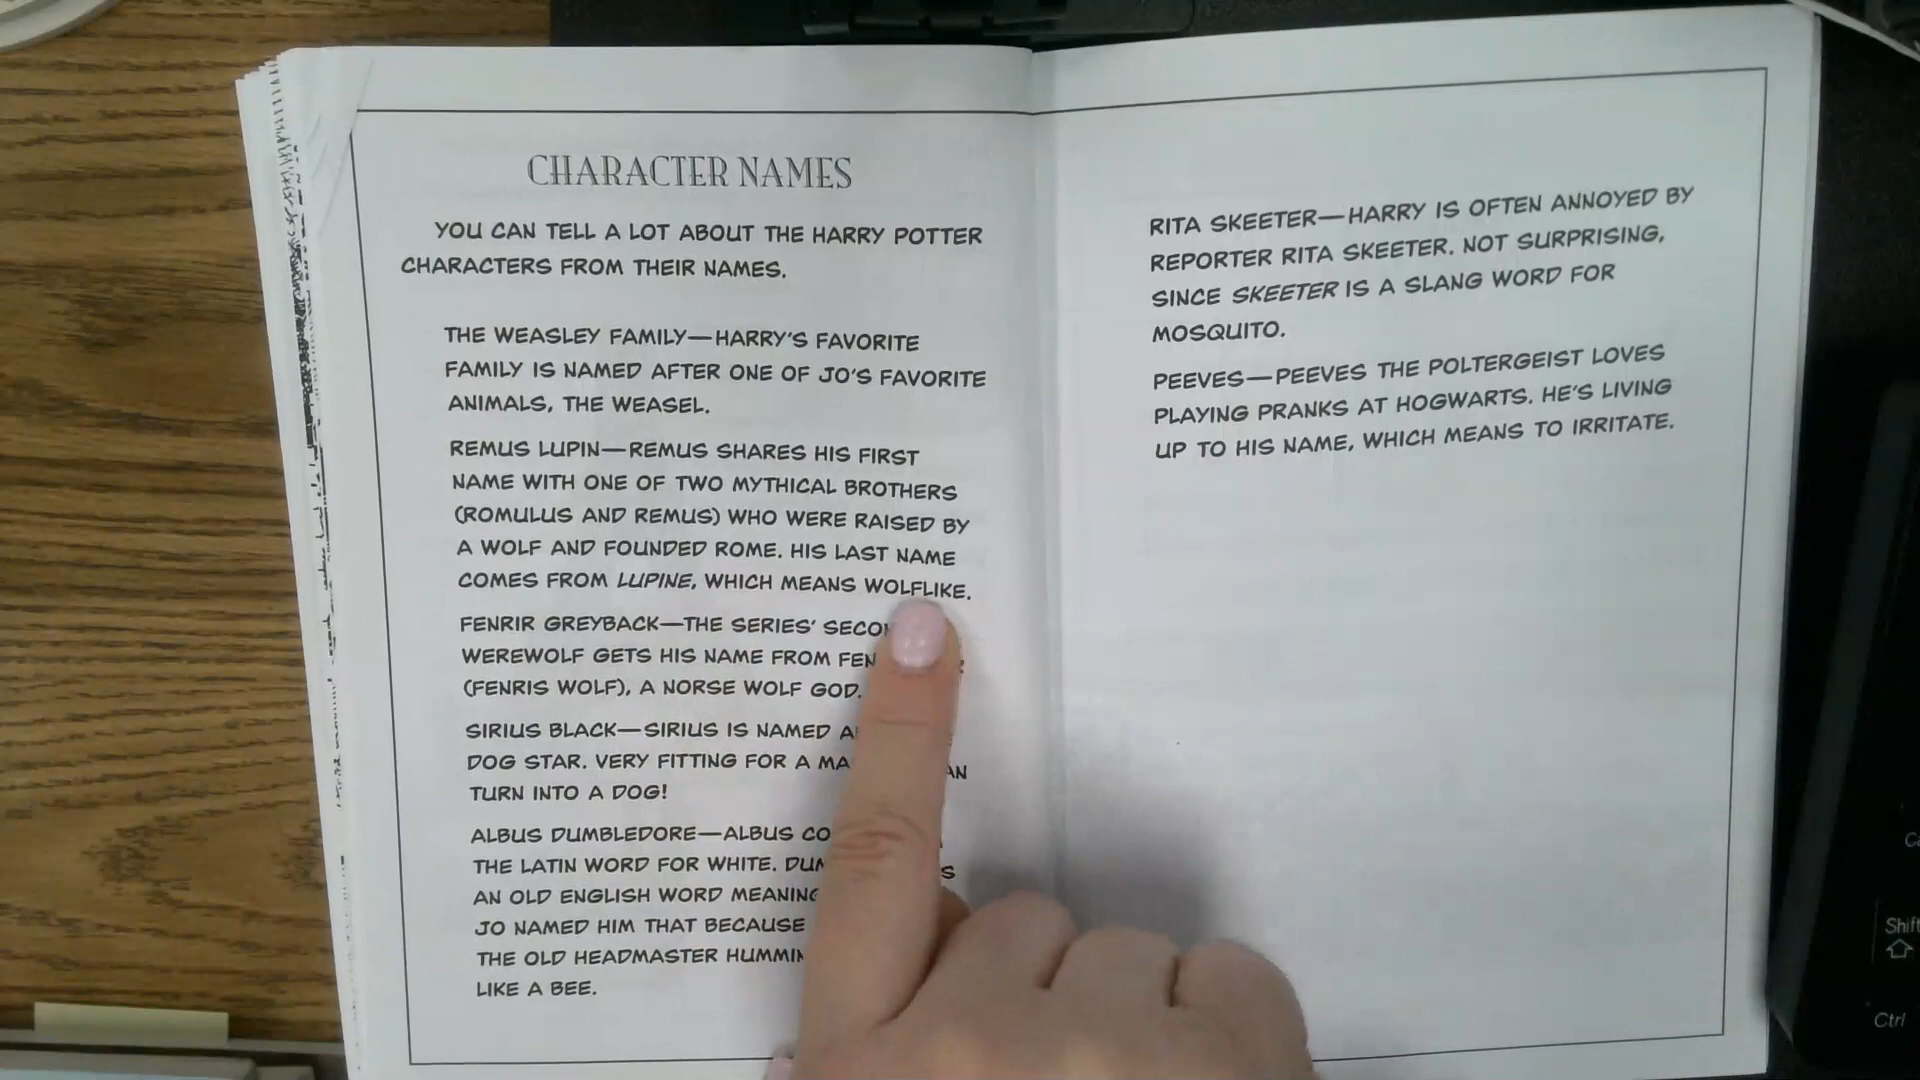 CHARACTER NAMES
YOU CAN TELL A LOT ABOUT THE HARRY POTTER
CHARACTERS FROM THEIR NAMES.
THE WEASLEY FAMILY—HARRY'S FAVORITE
FAMILY IS NAMED AFTER ONE OF JO'S FAVORITE
ANIMALS, THE WEASEL.
REMUS LUPIN—REMUS SHARES HIS FIRST
NAME WITH ONE OF TWO MYTHICAL BROTHERS
(ROMULUS AND REMUS) WHO WERE RAISED BY
A WOLF AND FOUNDED ROME. HIS LAST NAME
COMES FROM LUPINE, WHICH MEANS WOLFLIKE.
FENRIR GREYBACK—THE SERIES'
WEREWOLF GETS HIS NAME FROM
(FENRIS WOLF), A NORSE WOLF GOD.
SIRIUS BLACK—SIRIUS IS NAMED
DOG STAR. VERY FITTING FOR A
TURN INTO A DOG!
ALBUS DUMBLEDORE—ALBUS
THE LATIN WORD FOR WHITE.
AN OLD ENGLISH WORD MEANING
JO NAMED HIM THAT BECAUSE
THE OLD HEADMASTER
LIKE A BEE.
RITA SKEETER—HARRY IS OFTEN ANNOYED BY
REPORTER RITA SKEETER. NOT SURPRISING,
SINCE SKEETER IS A SLANG WORD FOR
MOSQUITO.
PEEVES—PEEVES THE POLTERGEIST LOVES
PLAYING PRANKS AT HOGWARTS. HE'S LIVING
UP TO HIS NAME, WHICH MEANS TO IRRITATE.
Shift
Ctrl